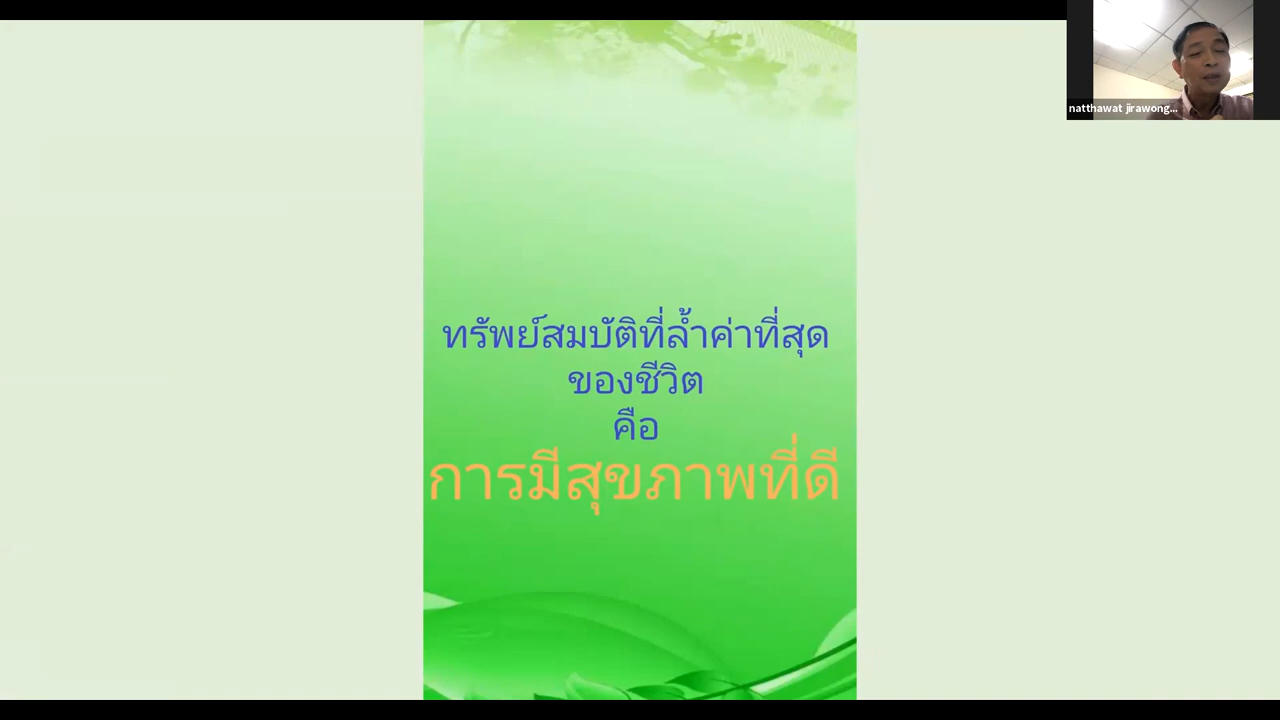 natthawat jirawong...
ทรัพย์สมบัติที่ล้ำค่าที่สุด
ของชีวิต
คือ
การมีสุขภาพที่ดี